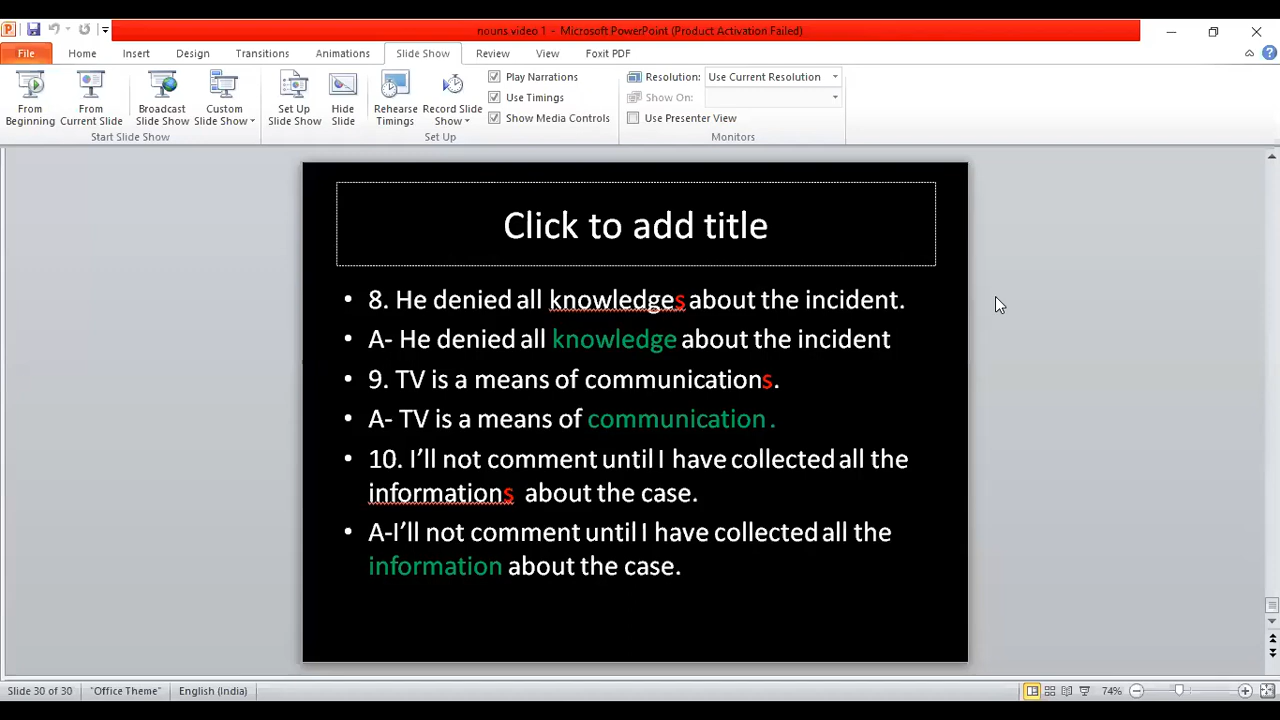 nouns video 1 - Microsoft PowerPoint (Product Activation Failed)
File Home Insert Design Transitions Animations Slide Show Review View Foxit PDF
From Beginning
From Current Slide
Broadcast Slide Show
Custom Slide Show
Start Slide Show
Set Up Slide Show
Hide Slide
Rehearse Timings
Record Slide Show
Play Narrations
Use Timings
Show Media Controls
Set Up
Resolution: Use Current Resolution
Show On:
Use Presenter View
Monitors
Click to add title
• 8. He denied all knowledges about the incident.
• A- He denied all knowledge about the incident
• 9. TV is a means of communications.
• A- TV is a means of communication .
• 10. I’ll not comment until I have collected all the
informations about the case.
• A-I’ll not comment until I have collected all the
information about the case.
Slide 30 of 30 "Office Theme" English (India) 74%